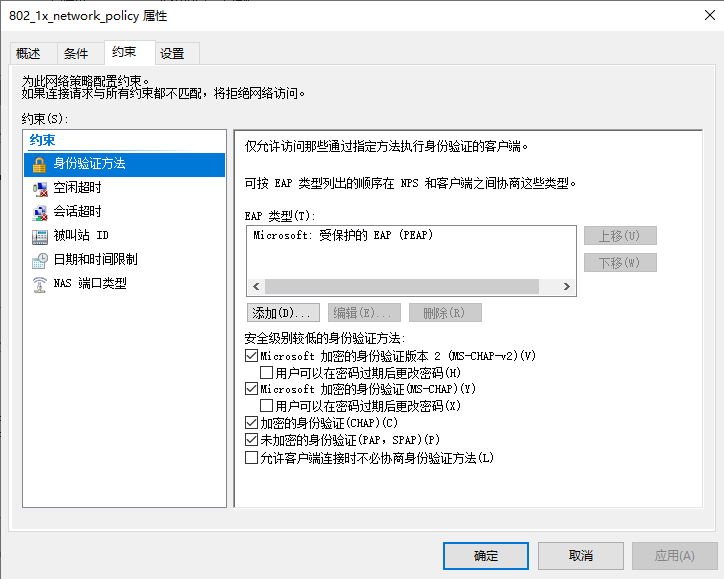 802_1x_network_policy 属性
概述 条件 约束 设置
为此网络策略配置约束。
如果连接请求与所有约束都不匹配，将拒绝网络访问。
约束(S):
约束
身份验证方法
空闲超时
会话超时
被叫站 ID
日期和时间限制
NAS 端口类型
仅允许访问那些通过指定方法执行身份验证的客户端。
可按 EAP 类型列出的顺序在 NPS 和客户端之间协商这些类型。
EAP 类型(T):
Microsoft: 受保护的 EAP (PEAP)
上移(U)
下移(W)
添加(D)... 编辑(E)... 删除(R)
安全级别较低的身份验证方法:
Microsoft 加密的身份验证版本 2 (MS-CHAP-v2)(V)
用户可以在密码过期后更改密码(H)
Microsoft 加密的身份验证(MS-CHAP)(Y)
用户可以在密码过期后更改密码(X)
加密的身份验证(CHAP)(C)
未加密的身份验证(PAP，SPAP)(P)
允许客户端连接时不必协商身份验证方法(L)
确定 取消 应用(A)